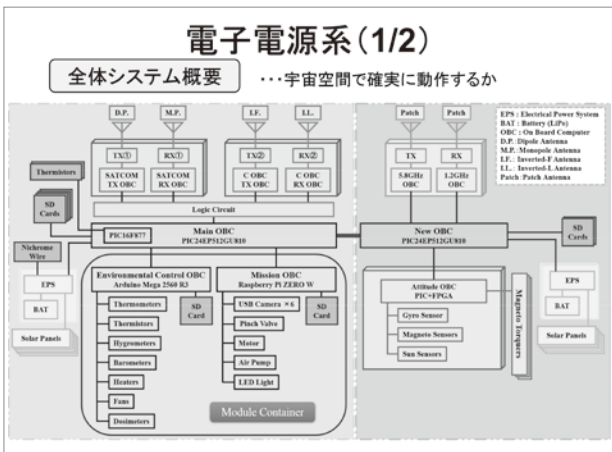 電子電源系(1/2)
全体システム概要
･･･宇宙空間で確実に動作するか
D.P.
M.P.
I.F.
I.L.
Patch
Patch
EPS : Electrical Power System
BAT : Battery (LiPo)
OBC : On Board Computer
D.P. : Dipole Antenna
M.P. : Monopole Antenna
I.F. : Inverted-F Antenna
I.L. : Inverted-L Antenna
Patch : Patch Antenna
TX①
RX①
TX②
RX②
TX
RX
SATCOM
TX OBC
SATCOM
RX OBC
C OBC
TX OBC
C OBC
RX OBC
5.8GHz
OBC
1.2GHz
OBC
Thermistors
SD
Cards
Logic Circuit
PIC16F877
Main OBC
PIC24EP512GU810
New OBC
PIC24EP512GU810
SD
Cards
Nichrome
Wire
EPS
BAT
Solar Panels
Environmental Control OBC
Arduino Mega 2560 R3
Thermometers
Thermistors
Hygrometers
Barometers
Heaters
Fans
Dosimeters
SD
Card
Mission OBC
Raspberry Pi ZERO W
USB Camera ×6
Pinch Valve
Motor
Air Pump
LED Light
SD
Card
Module Container
Attitude OBC
PIC+FPGA
Gyro Sensor
Magneto Sensors
Sun Sensors
Magneto Torquers
EPS
BAT
Solar Panels